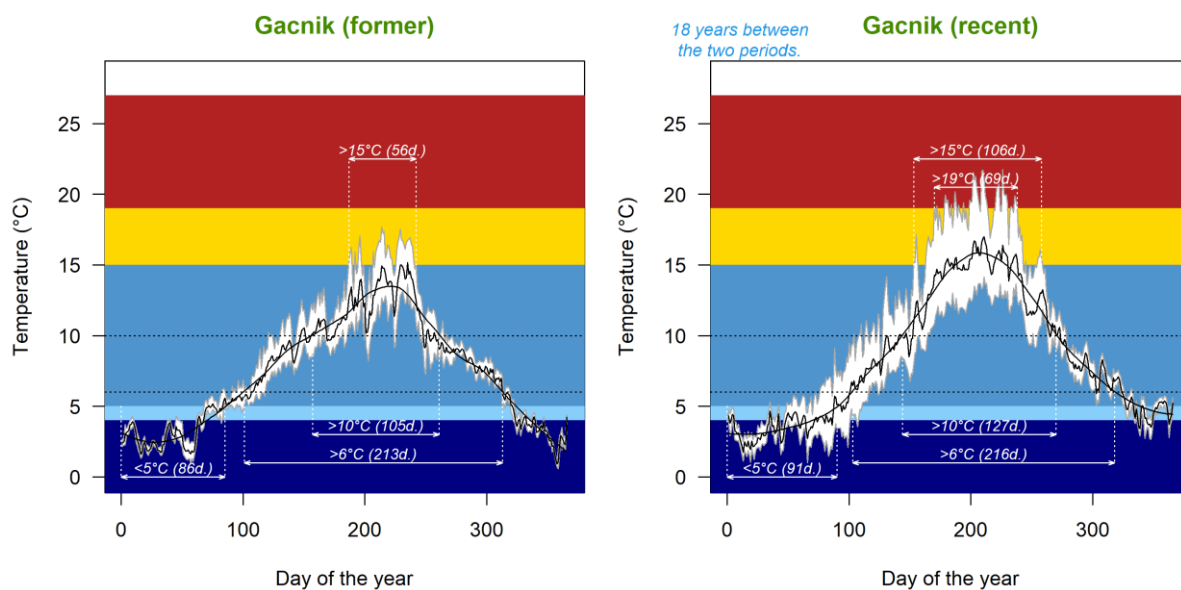 Gacnik (former)
25
20
15
10
5
0
Temperature (°C)
>15°C (56d.)
>10°C (105d.)
>6°C (213d.)
<5°C (86d.)
0
100
200
300
Day of the year
18 years between
the two periods.
Gacnik (recent)
25
20
15
10
5
0
Temperature (°C)
>15°C (106d.)
>19°C (69d.)
>10°C (127d.)
>6°C (216d.)
<5°C (91d.)
0
100
200
300
Day of the year